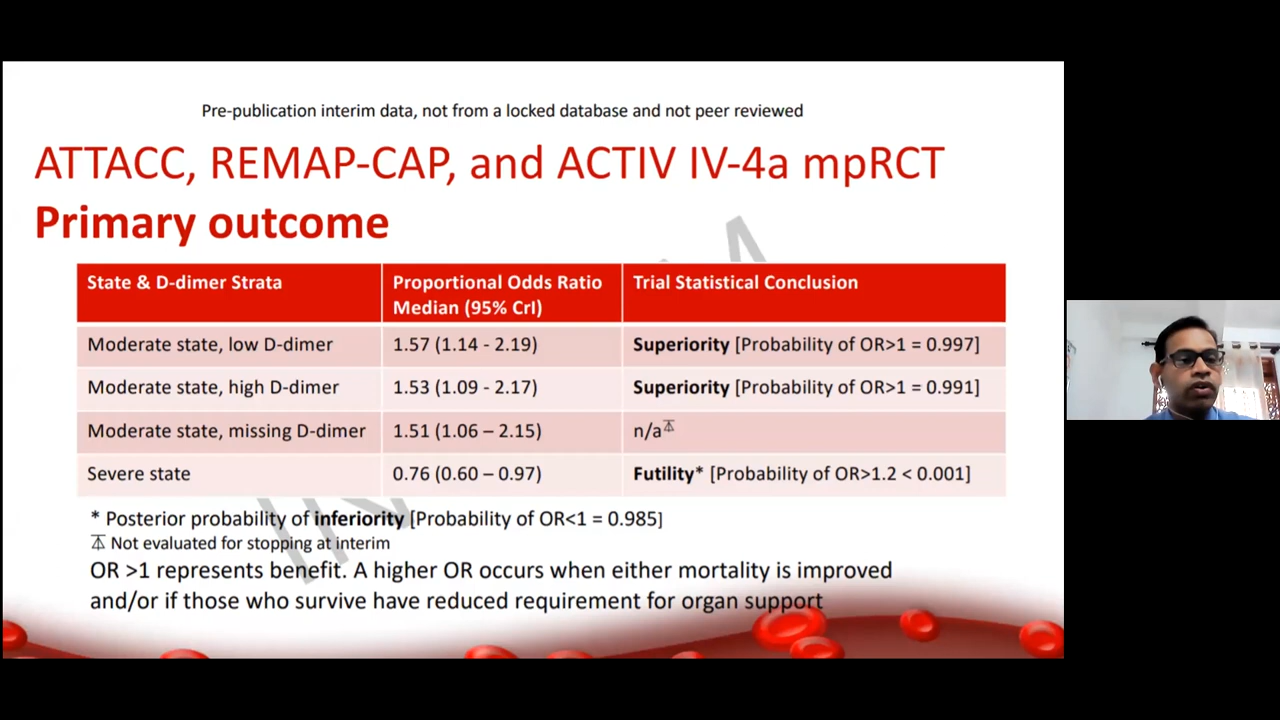 Pre-publication interim data, not from a locked database and not peer reviewed
ATTACC, REMAP-CAP, and ACTIV IV-4a mpRCT
Primary outcome
State & D-dimer Strata
Proportional Odds Ratio
Median (95% CrI)
Trial Statistical Conclusion
Moderate state, low D-dimer
1.57 (1.14 - 2.19)
Superiority [Probability of OR>1 = 0.997]
Moderate state, high D-dimer
1.53 (1.09 - 2.17)
Superiority [Probability of OR>1 = 0.991]
Moderate state, missing D-dimer
1.51 (1.06 – 2.15)
n/a⚗
Severe state
0.76 (0.60 – 0.97)
Futility* [Probability of OR>1.2 < 0.001]
* Posterior probability of inferiority [Probability of OR<1 = 0.985]
Not evaluated for stopping at interim
OR >1 represents benefit. A higher OR occurs when either mortality is improved
and/or if those who survive have reduced requirement for organ support